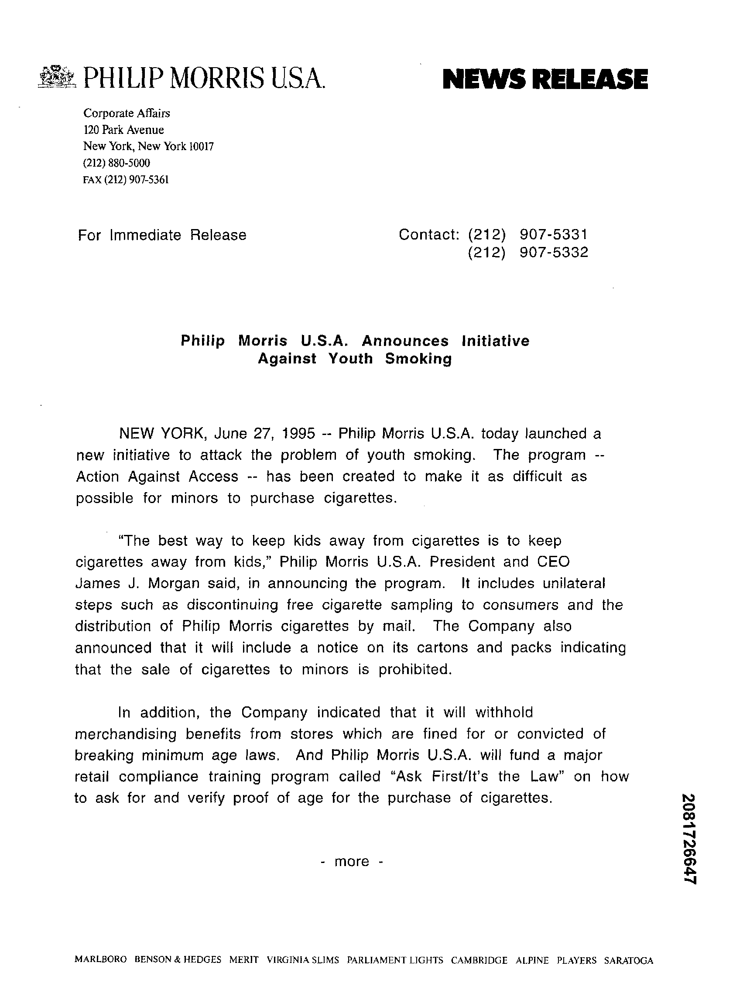 PHILIP MORRIS U.S.A.
NEWS RELEASE
Corporate Affairs
120 Park Avenue
New York, New York 10017
(212) 880-5000
FAX (212) 907-5361
For Immediate Release
Contact: (212) 907-5331
(212) 907-5332
Philip Morris U.S.A. Announces Initiative
Against Youth Smoking
NEW YORK, June 27, 1995 -- Philip Morris U.S.A. today launched a
new initiative to attack the problem of youth smoking. The program --
Action Against Access -- has been created to make it as difficult as
possible for minors to purchase cigarettes.
"The best way to keep kids away from cigarettes is to keep
cigarettes away from kids," Philip Morris U.S.A. President and CEO
James J. Morgan said, in announcing the program. It includes unilateral
steps such as discontinuing free cigarette sampling to consumers and the
distribution of Philip Morris cigarettes by mail. The Company also
announced that it will include a notice on its cartons and packs indicating
that the sale of cigarettes to minors is prohibited.
In addition, the Company indicated that it will withhold
merchandising benefits from stores which are fined for or convicted of
breaking minimum age laws. And Philip Morris U.S.A. will fund a major
retail compliance training program called "Ask First/It's the Law" on how
to ask for and verify proof of age for the purchase of cigarettes.
- more -
2081726647
MARLBORO BENSON & HEDGES MERIT VIRGINIA SLIMS PARLIAMENT LIGHTS CAMBRIDGE ALPINE PLAYERS SARATOGA